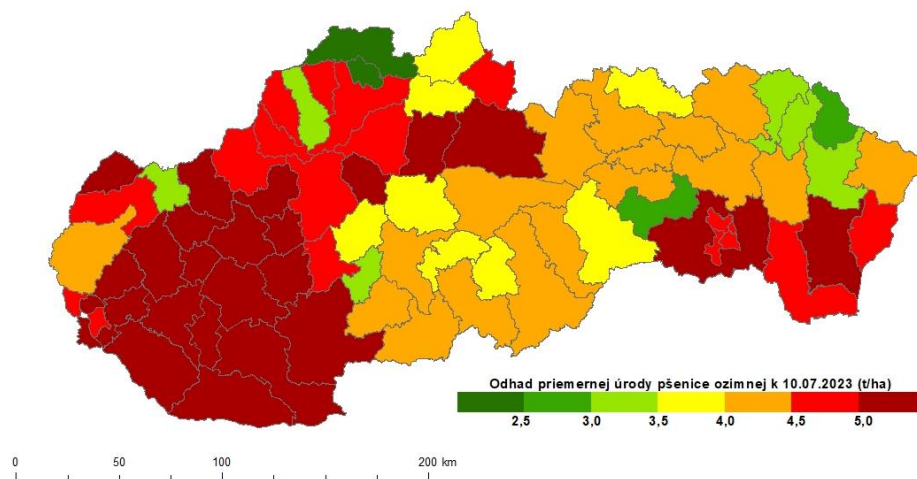 Odhad priemernej úrody pšenice ozimnej k 10.07.2023 (t/ha)
2,5 3,0 3,5 4,0 4,5 5,0
0 50 100 200 km